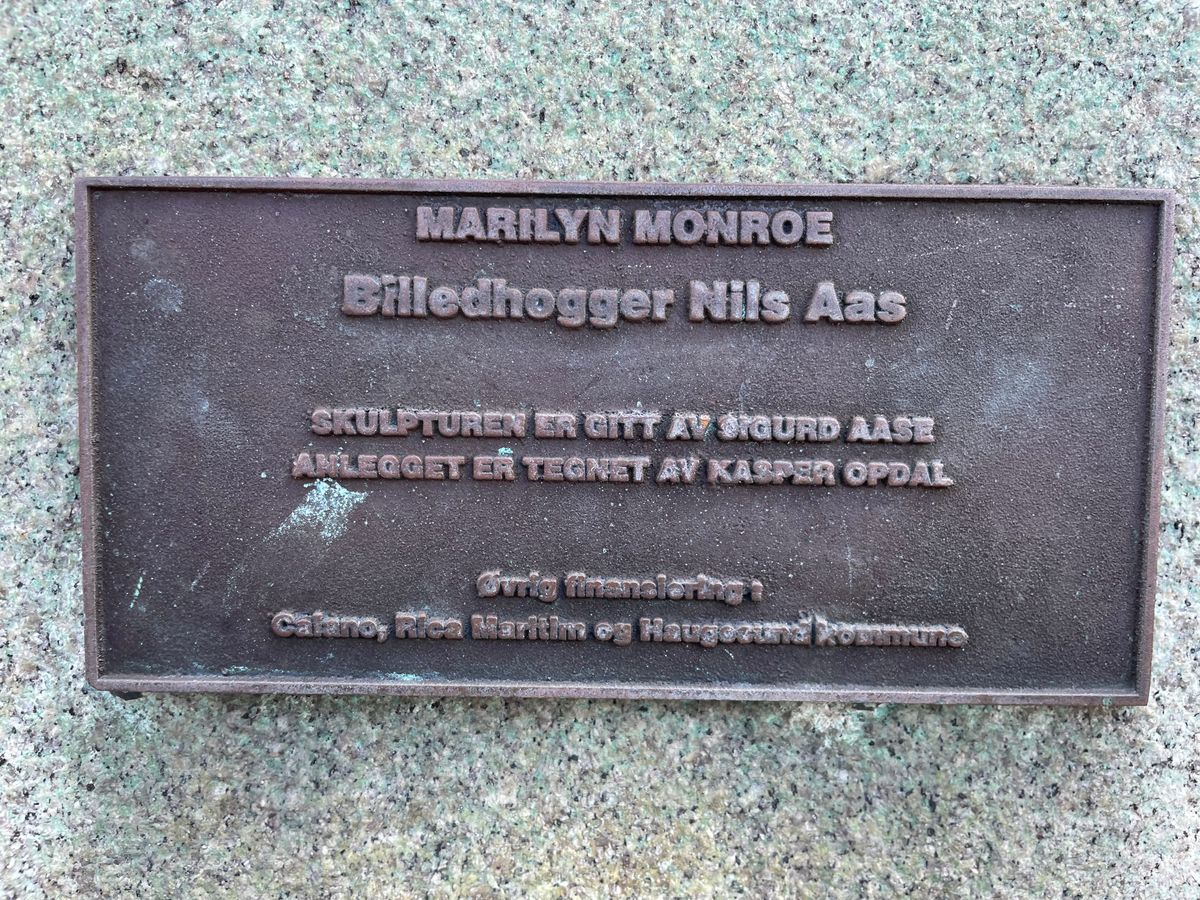 MARILYN MONROE
Billedhogger Nils Aas
SKULPTUREN ER GITT AV SIGURD AASE
ANLEGGET ER TEGNET AV KASPER OPDAL
Øvrig finansiering :
Caiano, Rica Maritim og Haugesund kommune